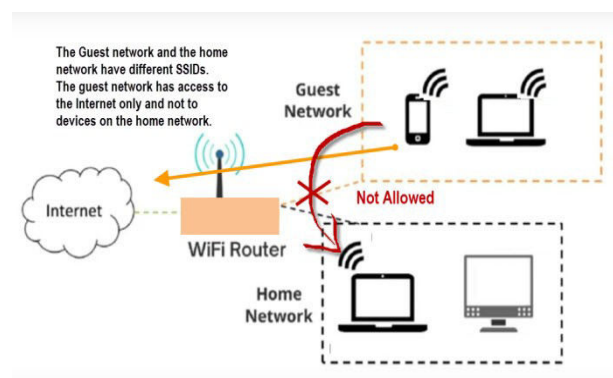 The Guest network and the home
network have different SSIDs.
The guest network has access to
the Internet only and not to
devices on the home network.
Guest
Network
Not Allowed
Internet
WiFi Router
Home
Network